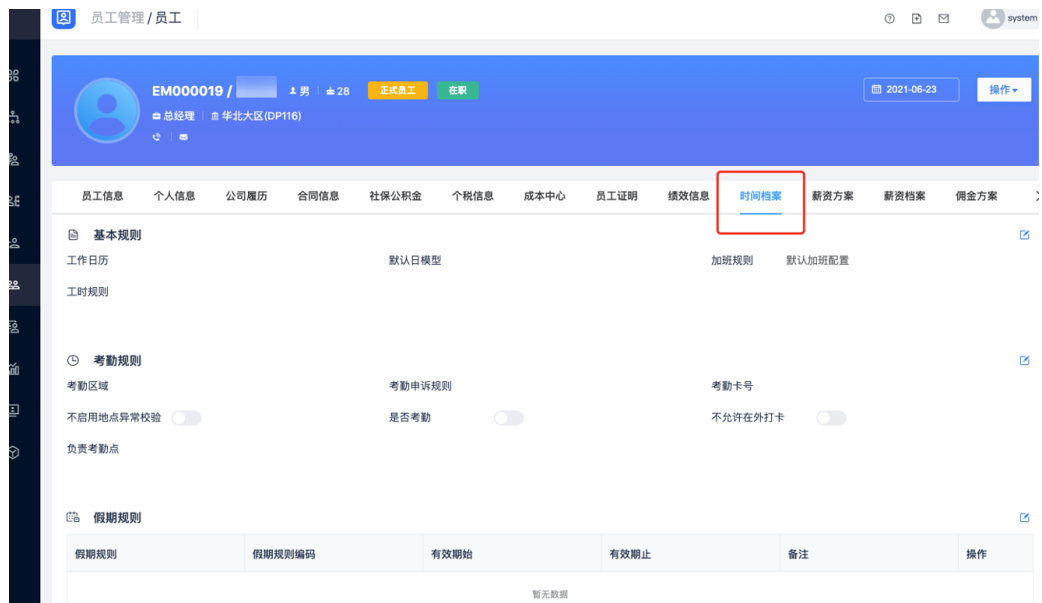 员工管理 / 员工
system
EM000019 / 男 28 正式员工 在职
总经理 华北大区(DP116)
2021-06-23 操作
员工信息 个人信息 公司履历 合同信息 社保公积金 个税信息 成本中心 员工证明 绩效信息 时间档案 薪资方案 薪资档案 佣金方案
基本规则
工作日历 默认日模型 加班规则 默认加班配置
工时规则
考勤规则
考勤区域 考勤申诉规则 考勤卡号
不启用地点异常校验 是否考勤 不允许在外打卡
负责考勤点
假期规则
假期规则 假期规则编码 有效期始 有效期止 备注 操作
暂无数据